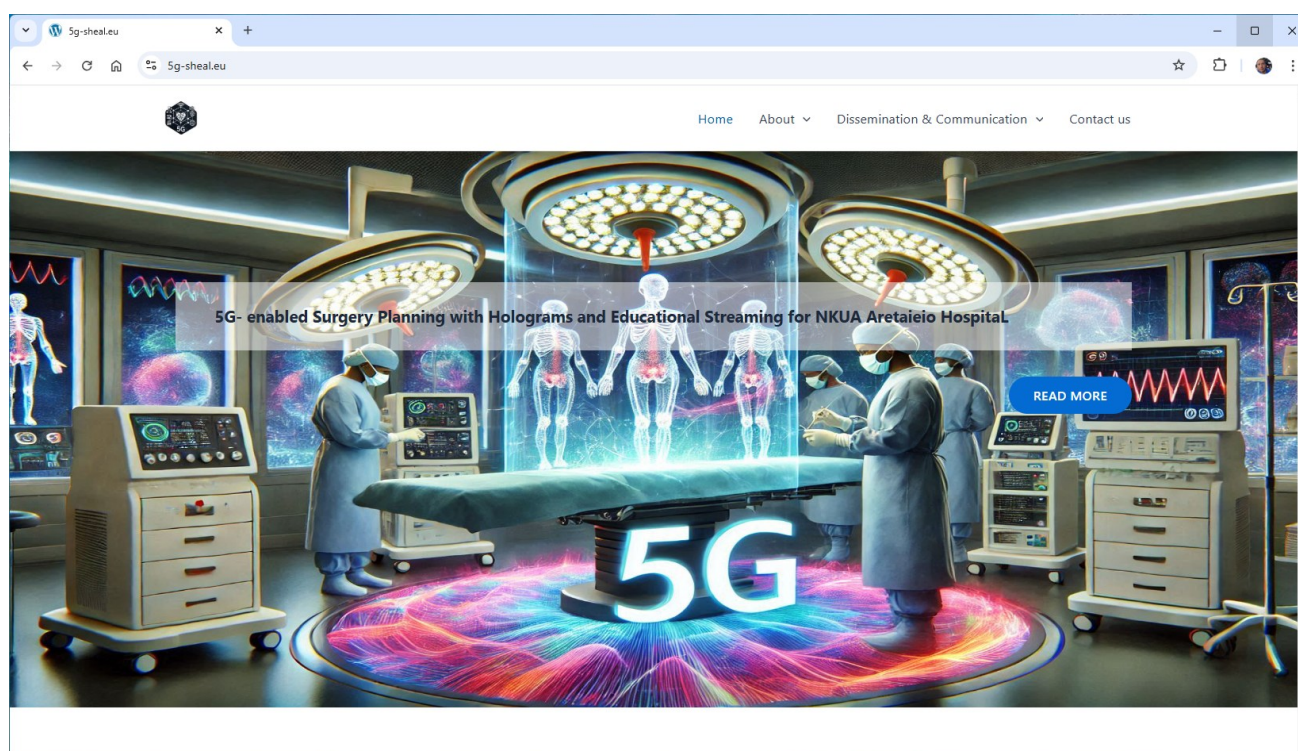 5g-sheal.eu
5g-sheal.eu
5G
Home About Dissemination & Communication Contact us
5G- enabled Surgery Planning with Holograms and Educational Streaming for NKUA Aretaieio HospitaL
READ MORE
5G